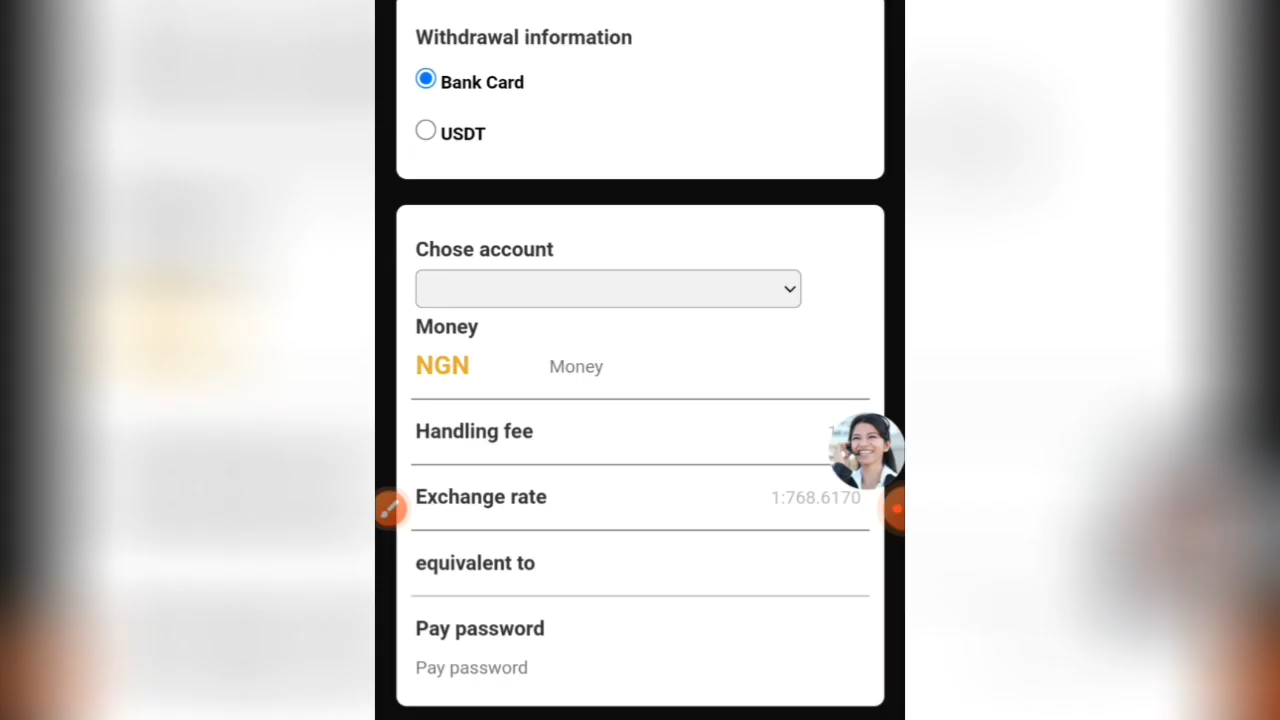 Withdrawal information
Bank Card
USDT
Chose account
Money
NGN Money
Handling fee
Exchange rate 1:768.6170
equivalent to
Pay password
Pay password